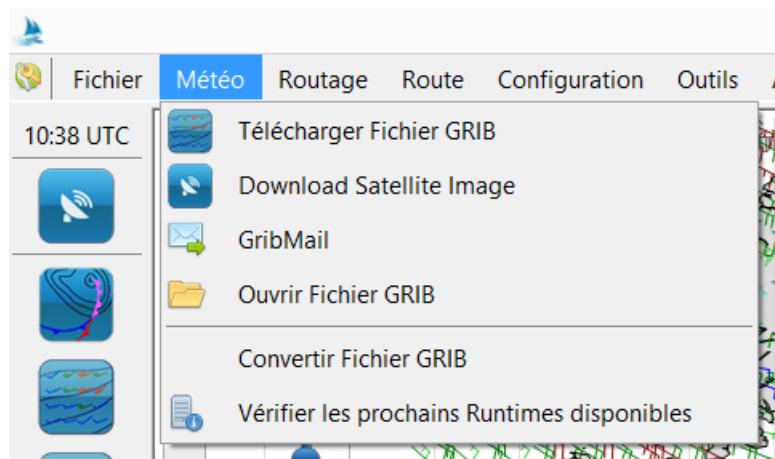 Fichier Météo Routage Route Configuration Outils
10:38 UTC
Télécharger Fichier GRIB
Download Satellite Image
GribMail
Ouvrir Fichier GRIB
Convertir Fichier GRIB
Vérifier les prochains Runtimes disponibles